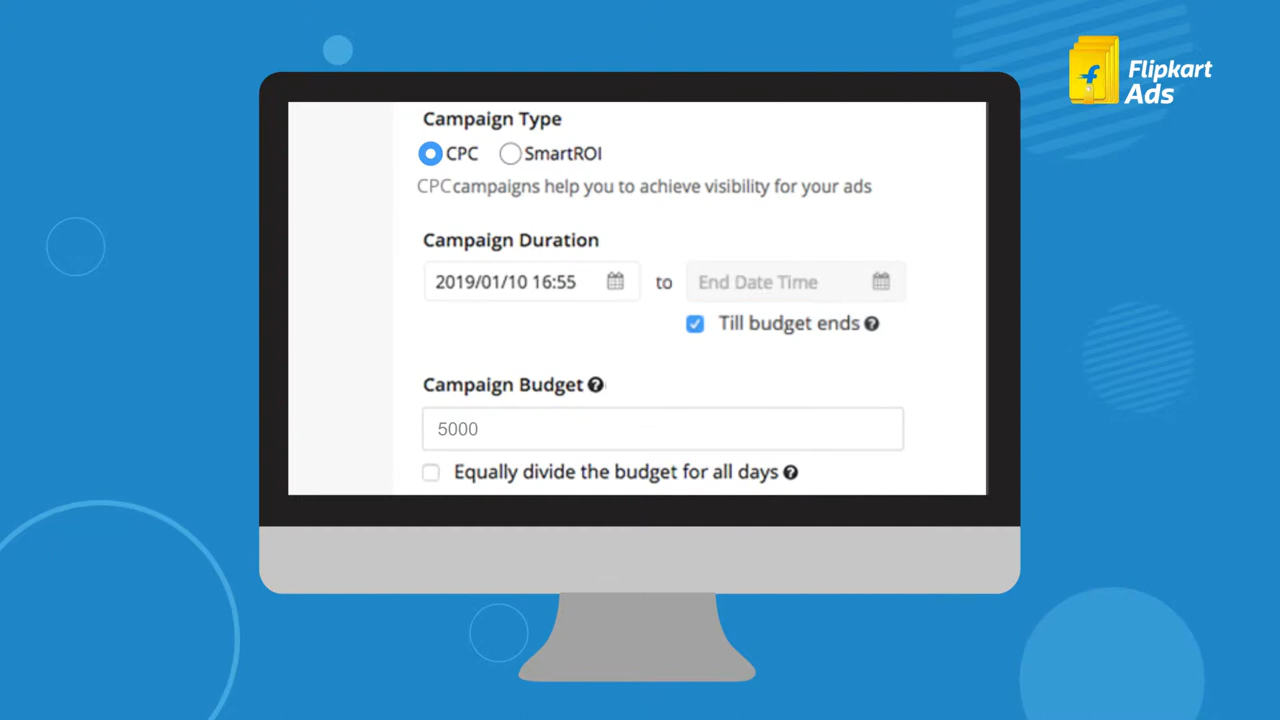 Flipkart
Ads
Campaign Type
CPC SmartROI
CPC campaigns help you to achieve visibility for your ads
Campaign Duration
2019/01/10 16:55 to End Date Time
Till budget ends ?
Campaign Budget ?
5000
Equally divide the budget for all days ?